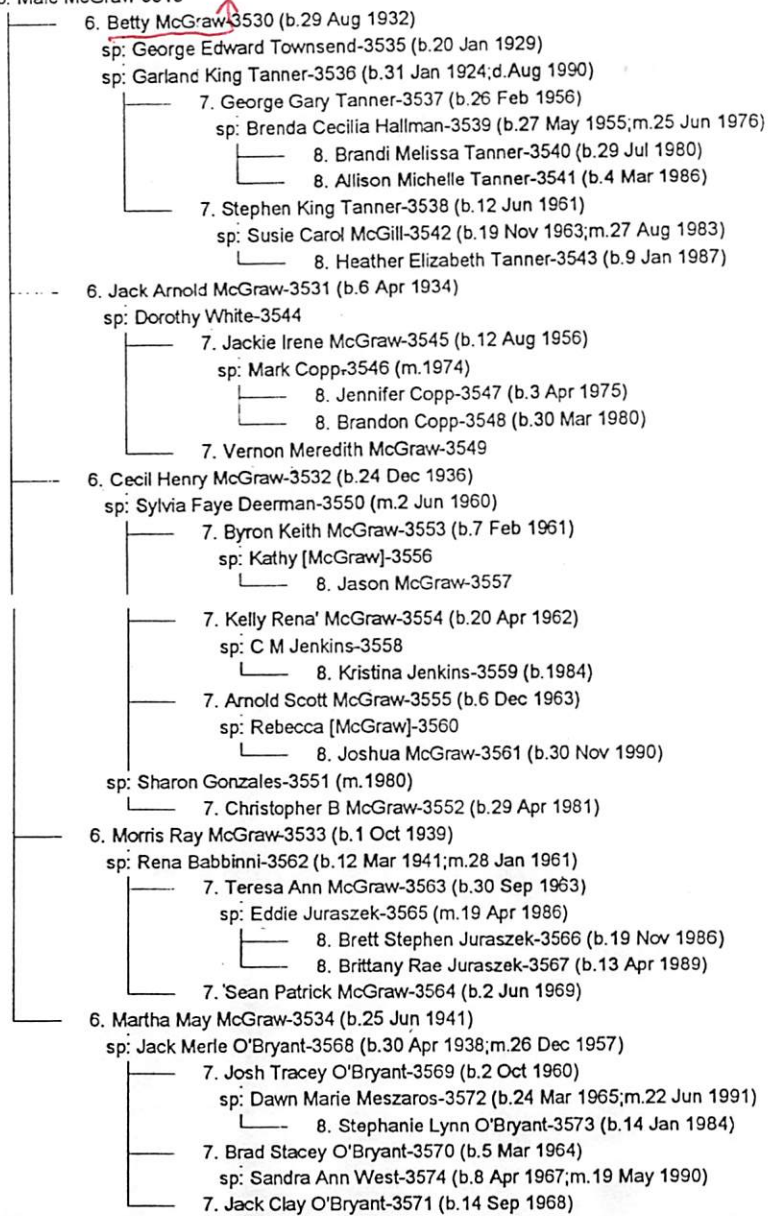 6. Betty McGraw-3530 (b.29 Aug 1932)
sp: George Edward Townsend-3535 (b.20 Jan 1929)
sp: Garland King Tanner-3536 (b.31 Jan 1924;d.Aug 1990)
7. George Gary Tanner-3537 (b.26 Feb 1956)
sp: Brenda Cecilia Hallman-3539 (b.27 May 1955;m.25 Jun 1976)
8. Brandi Melissa Tanner-3540 (b.29 Jul 1980)
8. Allison Michelle Tanner-3541 (b.4 Mar 1986)
7. Stephen King Tanner-3538 (b.12 Jun 1961)
sp: Susie Carol McGill-3542 (b.19 Nov 1963;m.27 Aug 1983)
8. Heather Elizabeth Tanner-3543 (b.9 Jan 1987)
6. Jack Arnold McGraw-3531 (b.6 Apr 1934)
sp: Dorothy White-3544
7. Jackie Irene McGraw-3545 (b.12 Aug 1956)
sp: Mark Copp-3546 (m.1974)
8. Jennifer Copp-3547 (b.3 Apr 1975)
8. Brandon Copp-3548 (b.30 Mar 1980)
7. Vernon Meredith McGraw-3549
6. Cecil Henry McGraw-3532 (b.24 Dec 1936)
sp: Sylvia Faye Deerman-3550 (m.2 Jun 1960)
7. Byron Keith McGraw-3553 (b.7 Feb 1961)
sp: Kathy [McGraw]-3556
8. Jason McGraw-3557
7. Kelly Rena' McGraw-3554 (b.20 Apr 1962)
sp: C M Jenkins-3558
8. Kristina Jenkins-3559 (b.1984)
7. Arnold Scott McGraw-3555 (b.6 Dec 1963)
sp: Rebecca [McGraw]-3560
8. Joshua McGraw-3561 (b.30 Nov 1990)
sp: Sharon Gonzales-3551 (m.1980)
7. Christopher B McGraw-3552 (b.29 Apr 1981)
6. Morris Ray McGraw-3533 (b.1 Oct 1939)
sp: Rena Babbinni-3562 (b.12 Mar 1941;m.28 Jan 1961)
7. Teresa Ann McGraw-3563 (b.30 Sep 1963)
sp: Eddie Juraszek-3565 (m.19 Apr 1986)
8. Brett Stephen Juraszek-3566 (b.19 Nov 1986)
8. Brittany Rae Juraszek-3567 (b.13 Apr 1989)
7. Sean Patrick McGraw-3564 (b.2 Jun 1969)
6. Martha May McGraw-3534 (b.25 Jun 1941)
sp: Jack Merle O'Bryant-3568 (b.30 Apr 1938;m.26 Dec 1957)
7. Josh Tracey O'Bryant-3569 (b.2 Oct 1960)
sp: Dawn Marie Meszaros-3572 (b.24 Mar 1965;m.22 Jun 1991)
8. Stephanie Lynn O'Bryant-3573 (b.14 Jan 1984)
7. Brad Stacey O'Bryant-3570 (b.5 Mar 1964)
sp: Sandra Ann West-3574 (b.8 Apr 1967;m.19 May 1990)
7. Jack Clay O'Bryant-3571 (b.14 Sep 1968)